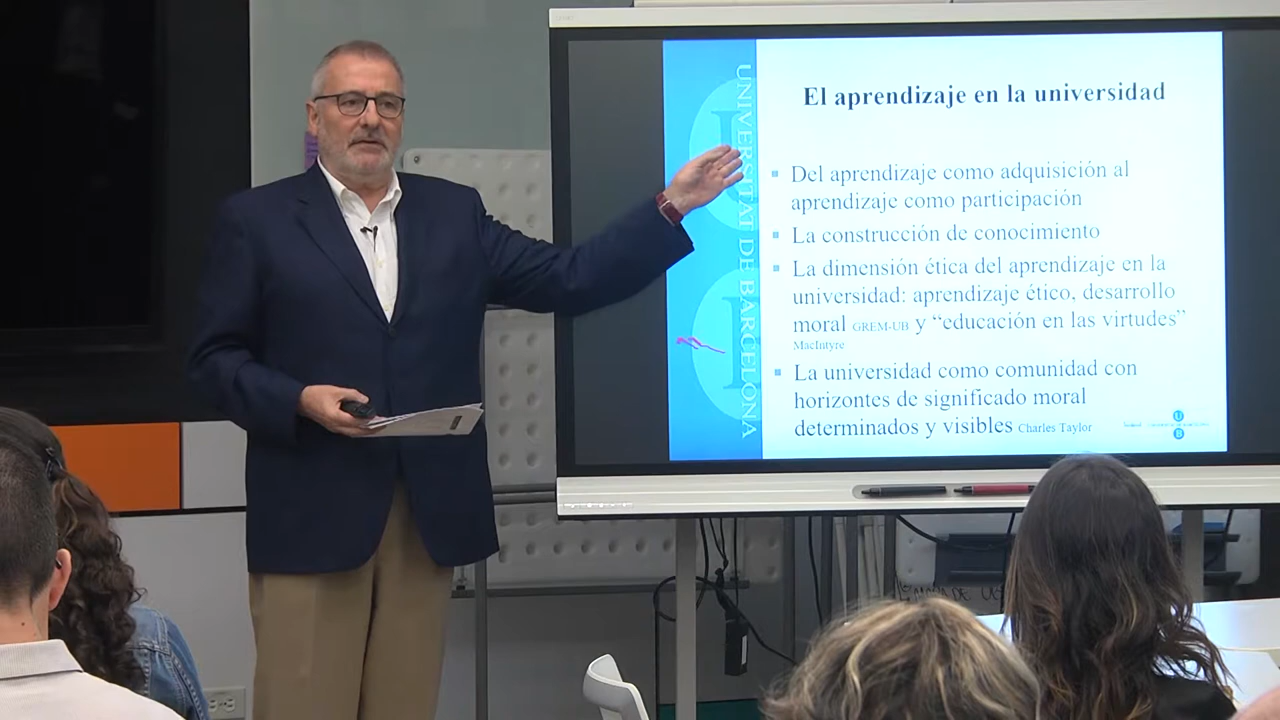 El aprendizaje en la universidad
UNIVERSITAT DE BARCELONA
Del aprendizaje como adquisición al
aprendizaje como participación
La construcción de conocimiento
La dimensión ética del aprendizaje en la
universidad: aprendizaje ético, desarrollo
moral GREM-UB y “educación en las virtudes”
MacIntyre
La universidad como comunidad con
horizontes de significado moral
determinados y visibles Charles Taylor
U
B